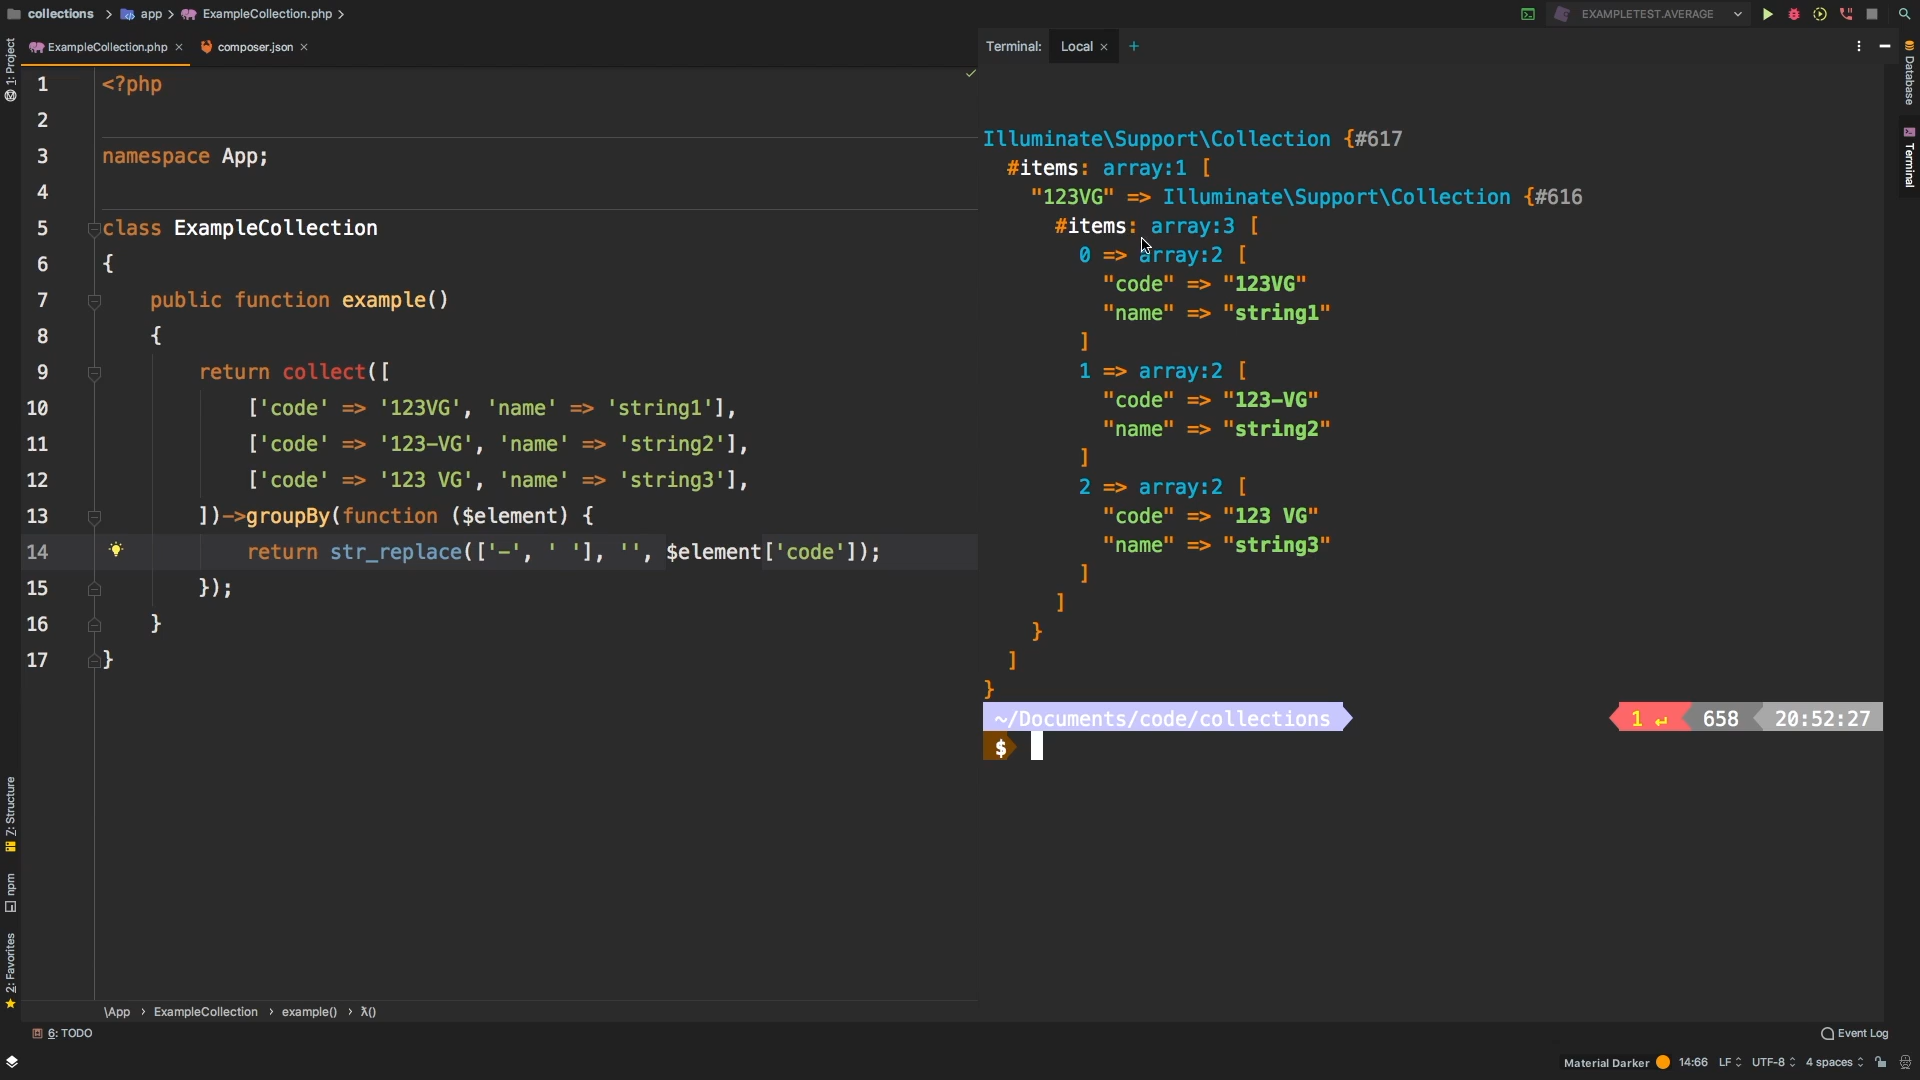 collections > app > ExampleCollection.php >
EXAMPLETEST.AVERAGE
ExampleCollection.php ×
composer.json ×
Terminal: Local × +
1: Project
Database
Terminal
1 <?php
2
3 namespace App;
4
5 class ExampleCollection
6 {
7 public function example()
8 {
9 return collect([
10 ['code' => '123VG', 'name' => 'string1'],
11 ['code' => '123-VG', 'name' => 'string2'],
12 ['code' => '123 VG', 'name' => 'string3'],
13 ])->groupBy(function ($element) {
14 return str_replace(['-', ' '], '', $element['code']);
15 });
16 }
17 }
Illuminate\Support\Collection {#617
#items: array:1 [
"123VG" => Illuminate\Support\Collection {#616
#items: array:3 [
0 => array:2 [
"code" => "123VG"
"name" => "string1"
]
1 => array:2 [
"code" => "123-VG"
"name" => "string2"
]
2 => array:2 [
"code" => "123 VG"
"name" => "string3"
]
]
}
]
}
~/Documents/code/collections
1 ↵ 658 20:52:27
$
Z: Structure
npm
2: Favorites
\App > ExampleCollection > example() > λ()
6: TODO
Event Log
Material Darker 14:66 LF UTF-8 4 spaces